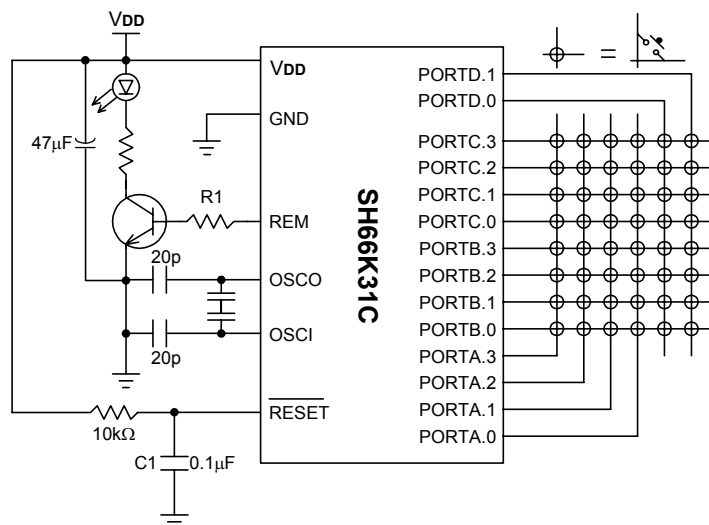 VDD
VDD
GND
47µF
R1
REM
20p
OSCO
OSCI
20p
RESET
10kΩ
C1
0.1µF
SH66K31C
=
PORTD.1
PORTD.0
PORTC.3
PORTC.2
PORTC.1
PORTC.0
PORTB.3
PORTB.2
PORTB.1
PORTB.0
PORTA.3
PORTA.2
PORTA.1
PORTA.0